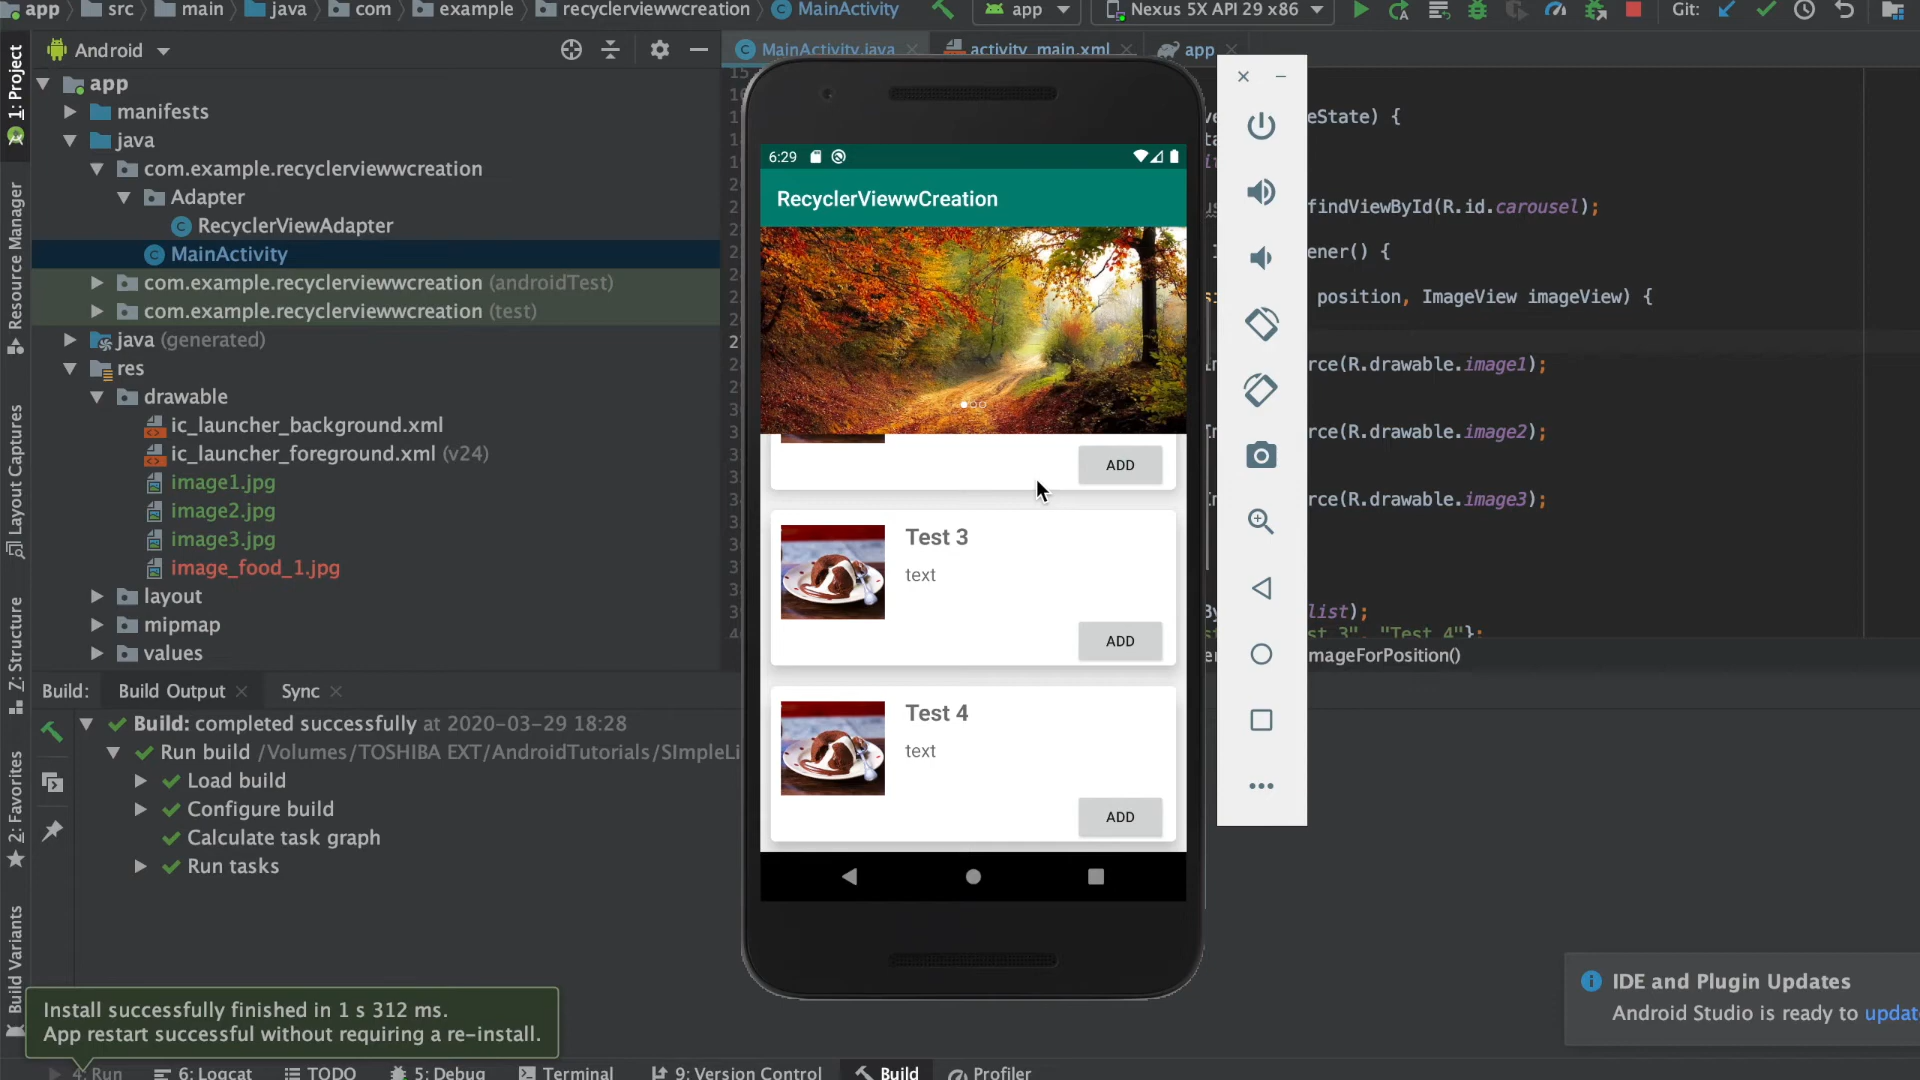 app src main java com example recyclerviewwcreation MainActivity app Nexus 5X API 29 x86 Git:
Android
MainActivity.java activity_main.xml app
1: Project
Resource Manager
Layout Captures
Z: Structure
2: Favorites
Build Variants
app
manifests
java
com.example.recyclerviewwcreation
Adapter
RecyclerViewAdapter
MainActivity
com.example.recyclerviewwcreation (androidTest)
com.example.recyclerviewwcreation (test)
java (generated)
res
drawable
ic_launcher_background.xml
ic_launcher_foreground.xml (v24)
image1.jpg
image2.jpg
image3.jpg
image_food_1.jpg
layout
mipmap
values
6:29
RecyclerViewwCreation
ADD
Test 3
text
ADD
Test 4
text
ADD
eState) {
findViewById(R.id.carousel);
ener() {
position, ImageView imageView) {
rce(R.drawable.image1);
rce(R.drawable.image2);
rce(R.drawable.image3);
list);
"Test 4"};
mageForPosition()
Build: Build Output Sync
Build: completed successfully at 2020-03-29 18:28
Run build /Volumes/TOSHIBA EXT/AndroidTutorials/SImpleLi
Load build
Configure build
Calculate task graph
Run tasks
Install successfully finished in 1 s 312 ms.
App restart successful without requiring a re-install.
IDE and Plugin Updates
Android Studio is ready to updat
4: Run 6: Logcat TODO 5: Debug Terminal 9: Version Control Build Profiler